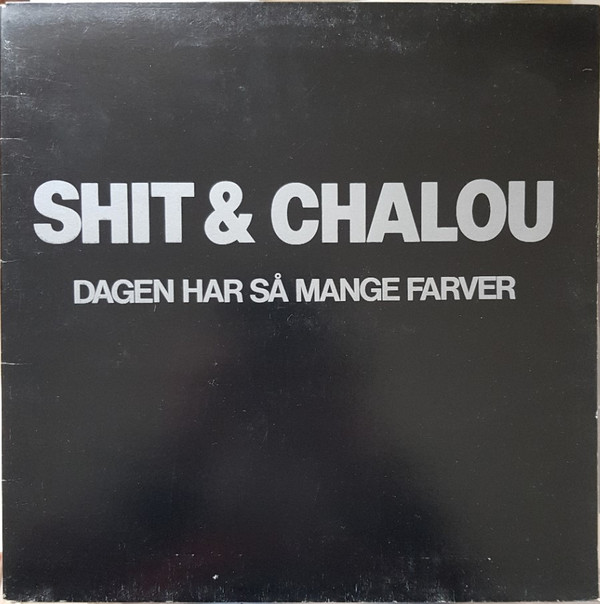 SHIT & CHALOU
DAGEN HAR SÅ MANGE FARVER